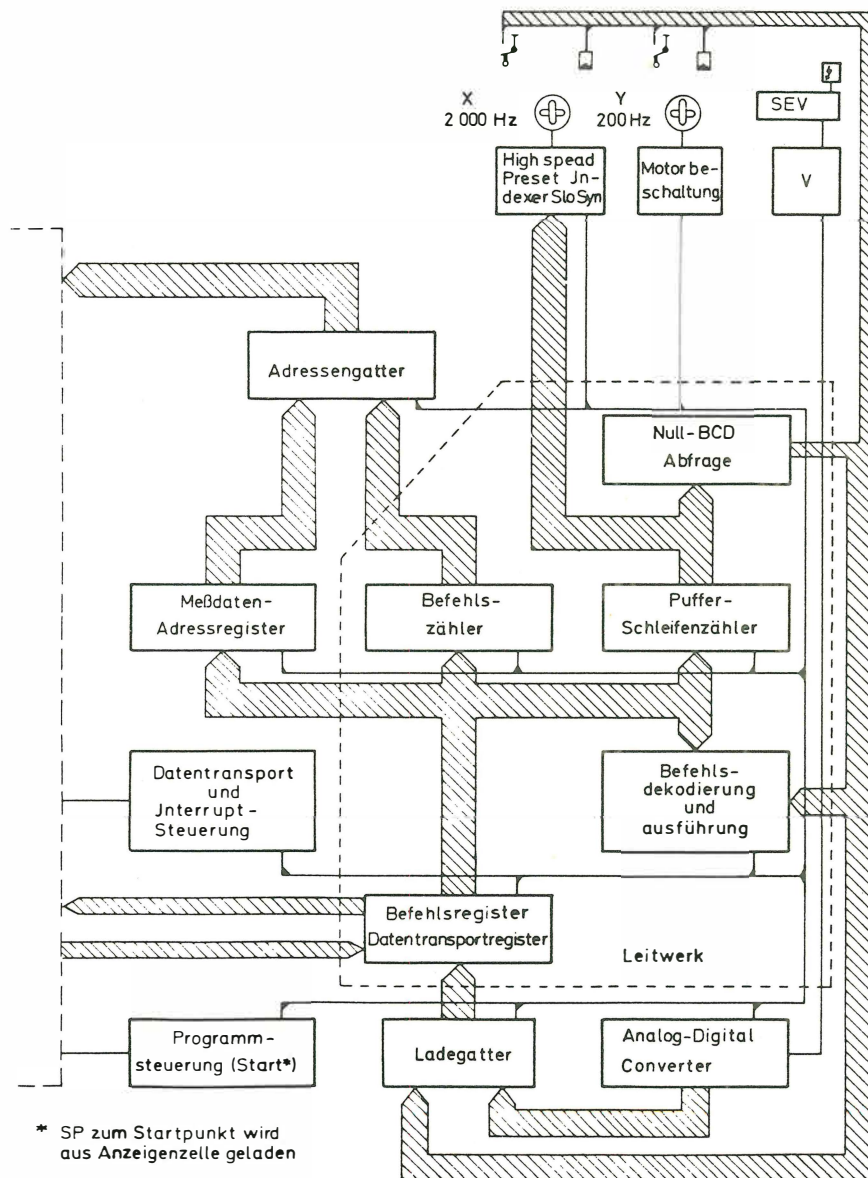 SEV
X
2 000 Hz
Y
200 Hz
High spead
Preset Jn-
dexer SloSyn
Motorbe-
schaltung
V
Adressengatter
Null-BCD
Abfrage
Meßdaten-
Adressregister
Befehls-
zähler
Puffer-
Schleifenzähler
Datentransport
und
Jnterrupt-
Steuerung
Befehls-
dekodierung
und
ausführung
Befehlsregister
Datentransportregister
Leitwerk
Programm-
steuerung (Start*)
Ladegatter
Analog-Digital
Converter
* SP zum Startpunkt wird
aus Anzeigenzelle geladen